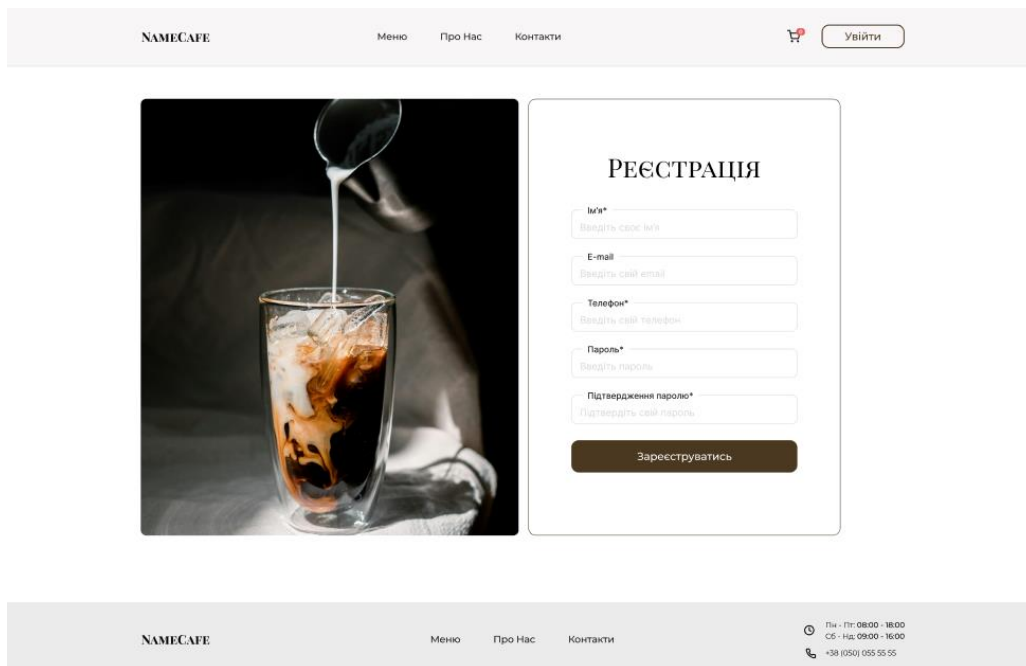 NameCafe
Меню Про Нас Контакти
0
Увійти
Реєстрація
Ім'я*
Введіть своє ім'я
E-mail
Введіть свій email
Телефон*
Введіть свій телефон
Пароль*
Введіть пароль
Підтвердження паролю*
Підтвердіть свій пароль
Зареєструватись
NameCafe
Меню Про Нас Контакти
Пн - Пт: 08:00 - 18:00
Сб - Нд: 09:00 - 16:00
+38 (050) 055 55 55